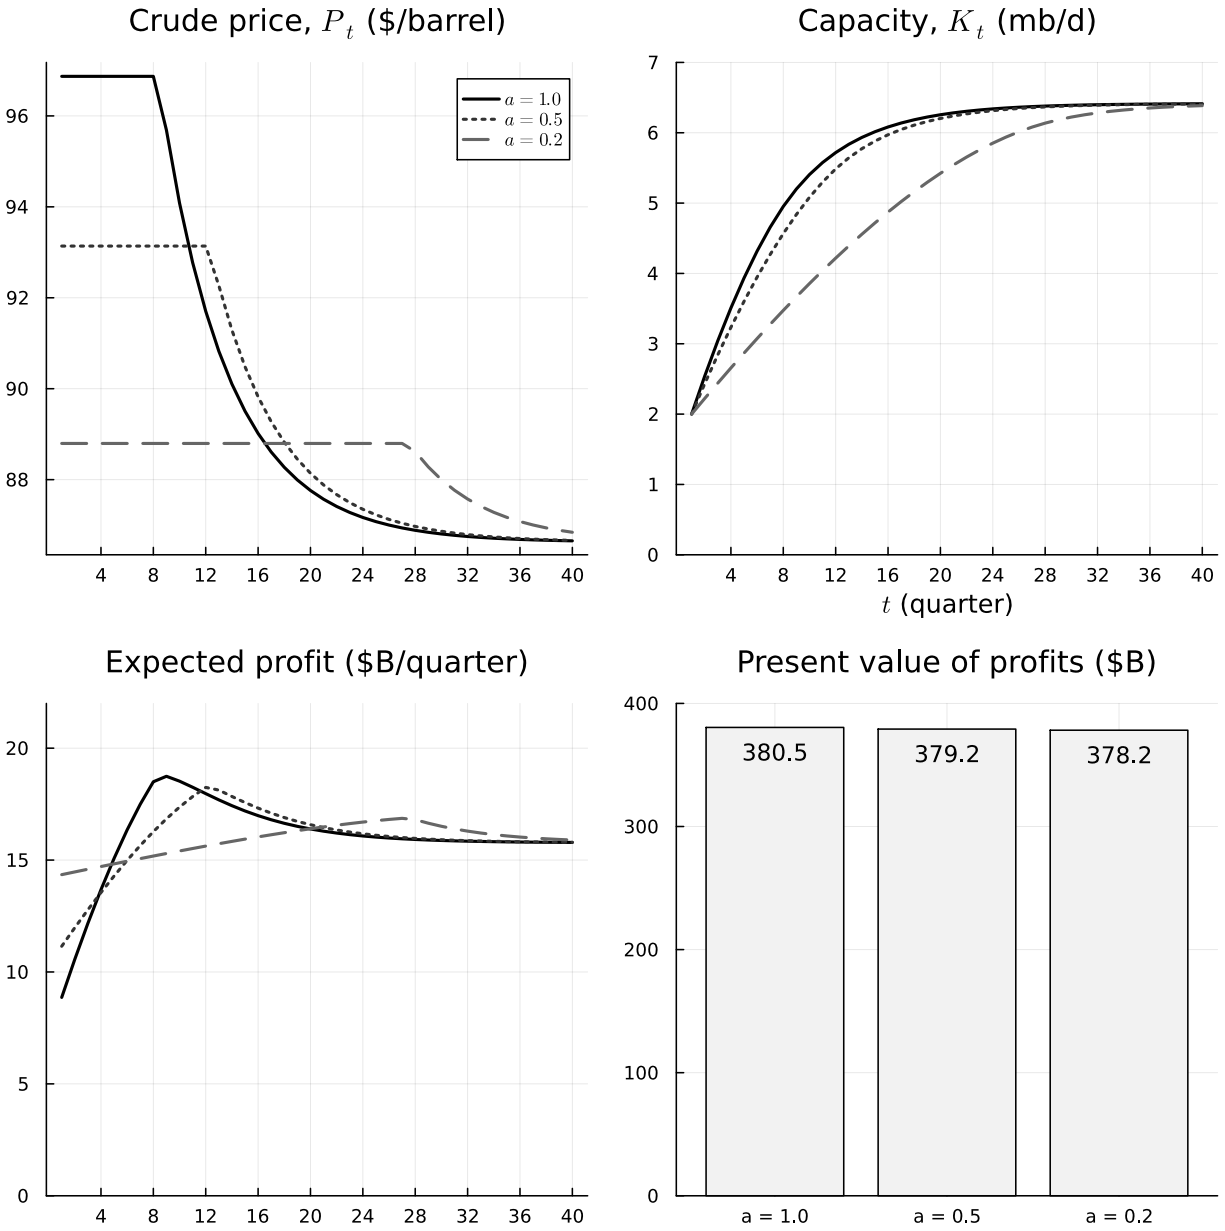 Crude price, P_t ($/barrel)
96
94
92
90
88
a = 1.0
a = 0.5
a = 0.2
4 8 12 16 20 24 28 32 36 40
Capacity, K_t (mb/d)
7
6
5
4
3
2
1
0
4 8 12 16 20 24 28 32 36 40
t (quarter)
Expected profit ($B/quarter)
20
15
10
5
0
4 8 12 16 20 24 28 32 36 40
Present value of profits ($B)
400
300
200
100
0
380.5 379.2 378.2
a = 1.0 a = 0.5 a = 0.2